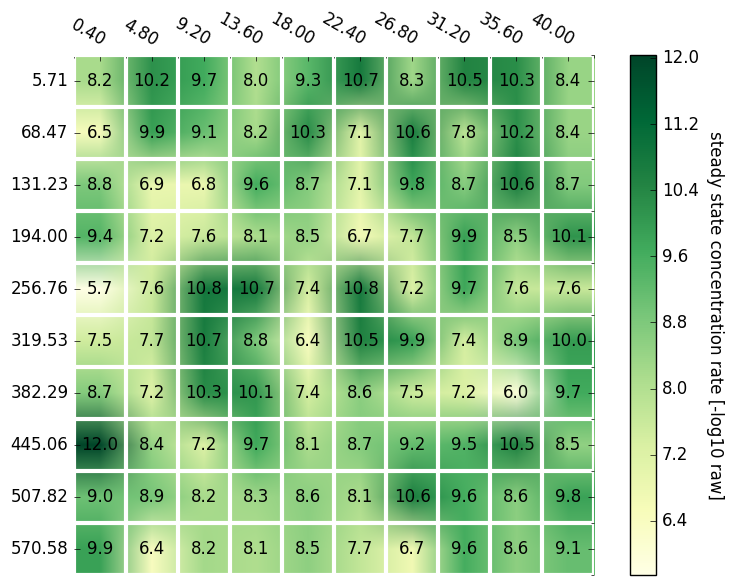 0.40 4.80 9.20 13.60 18.00 22.40 26.80 31.20 35.60 40.00
5.71 8.2 10.2 9.7 8.0 9.3 10.7 8.3 10.5 10.3 8.4
68.47 6.5 9.9 9.1 8.2 10.3 7.1 10.6 7.8 10.2 8.4
131.23 8.8 6.9 6.8 9.6 8.7 7.1 9.8 8.7 10.6 8.7
194.00 9.4 7.2 7.6 8.1 8.5 6.7 7.7 9.9 8.5 10.1
256.76 5.7 7.6 10.8 10.7 7.4 10.8 7.2 9.7 7.6 7.6
319.53 7.5 7.7 10.7 8.8 6.4 10.5 9.9 7.4 8.9 10.0
382.29 8.7 7.2 10.3 10.1 7.4 8.6 7.5 7.2 6.0 9.7
445.06 12.0 8.4 7.2 9.7 8.1 8.7 9.2 9.5 10.5 8.5
507.82 9.0 8.9 8.2 8.3 8.6 8.1 10.6 9.6 8.6 9.8
570.58 9.9 6.4 8.2 8.1 8.5 7.7 6.7 9.6 8.6 9.1
12.0
11.2
10.4
9.6
8.8
8.0
7.2
6.4
steady state concentration rate [-log10 raw]